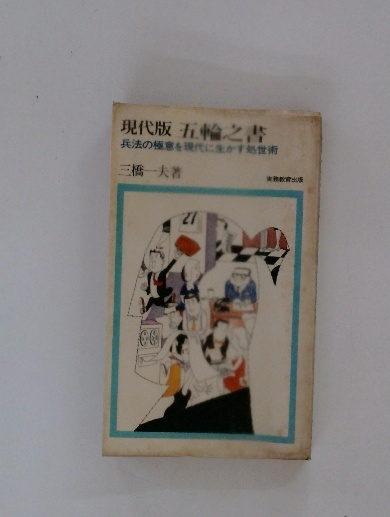 現代版 五輪之書
兵法の極意を現代に生かす処世術
三橋一夫著
実務教育出版
27